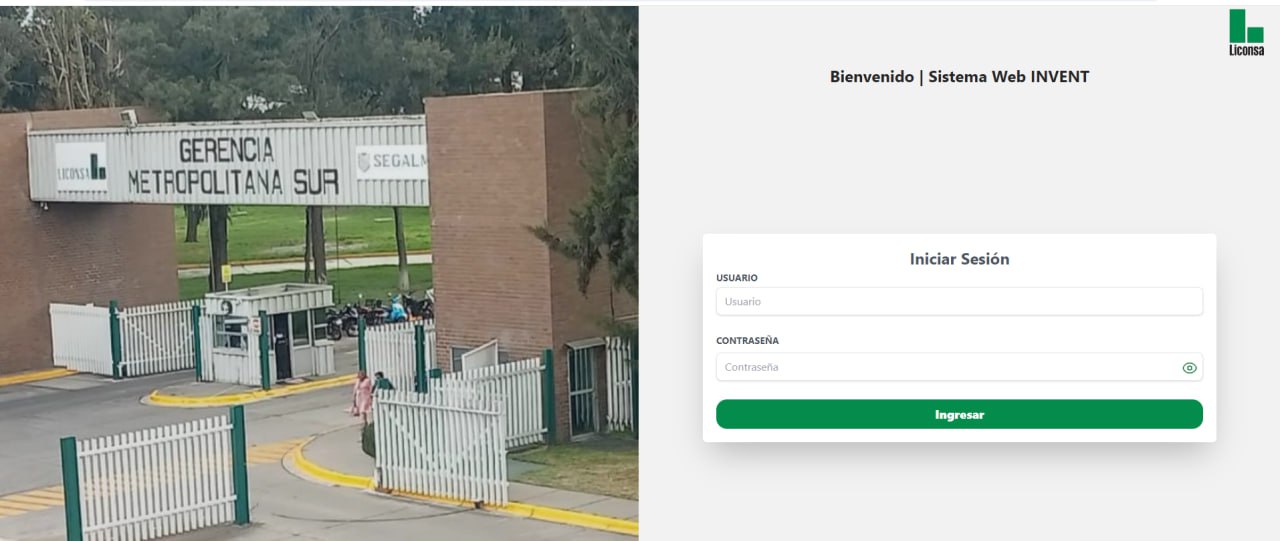 GERENCIA
METROPOLITANA SUR
LICONSA
SEGALM
Liconsa
Bienvenido | Sistema Web INVENT
Iniciar Sesión
USUARIO
Usuario
CONTRASEÑA
Contraseña
Ingresar